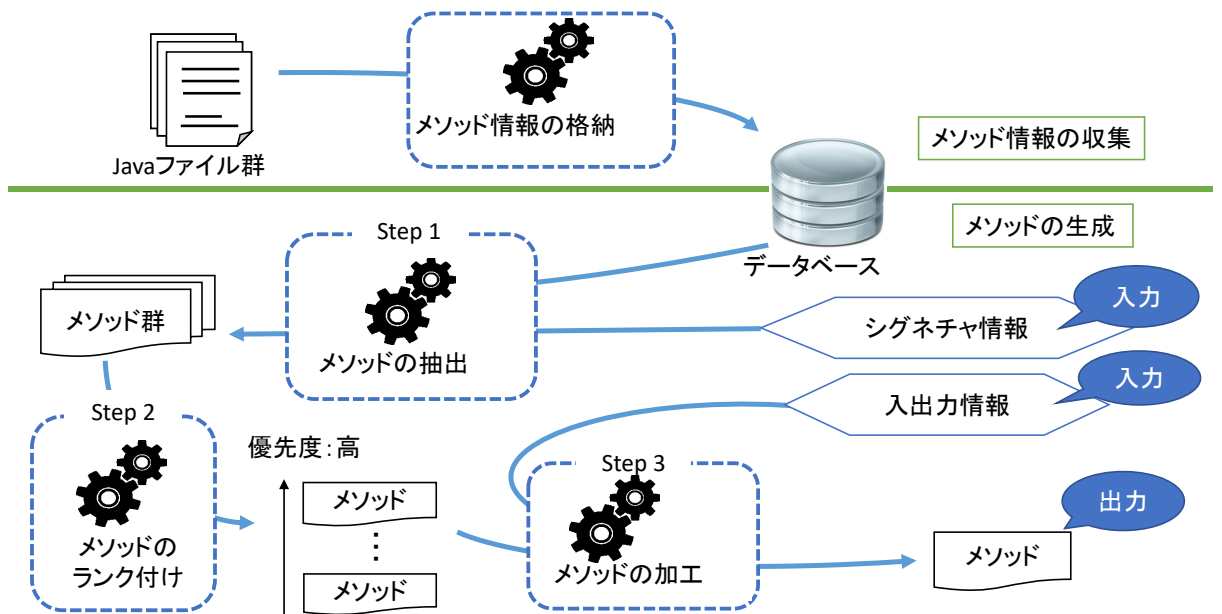 メソッド情報の格納
Javaファイル群
メソッド情報の収集
メソッドの生成
データベース
Step 1
メソッドの抽出
メソッド群
シグネチャ情報
入力
入出力情報
入力
Step 2
メソッドの
ランク付け
優先度：高
メソッド
⋮
メソッド
Step 3
メソッドの加工
メソッド
出力